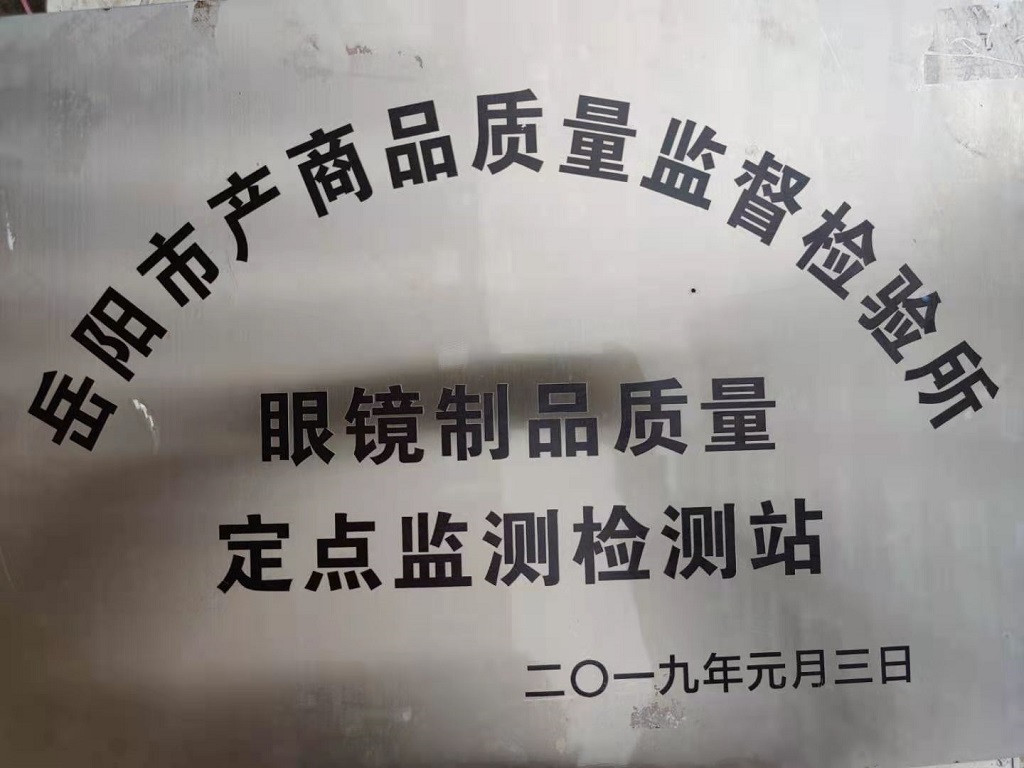 岳阳市产商品质量监督检验所
眼镜制品质量
定点监测检测站
二〇一九年元月三日